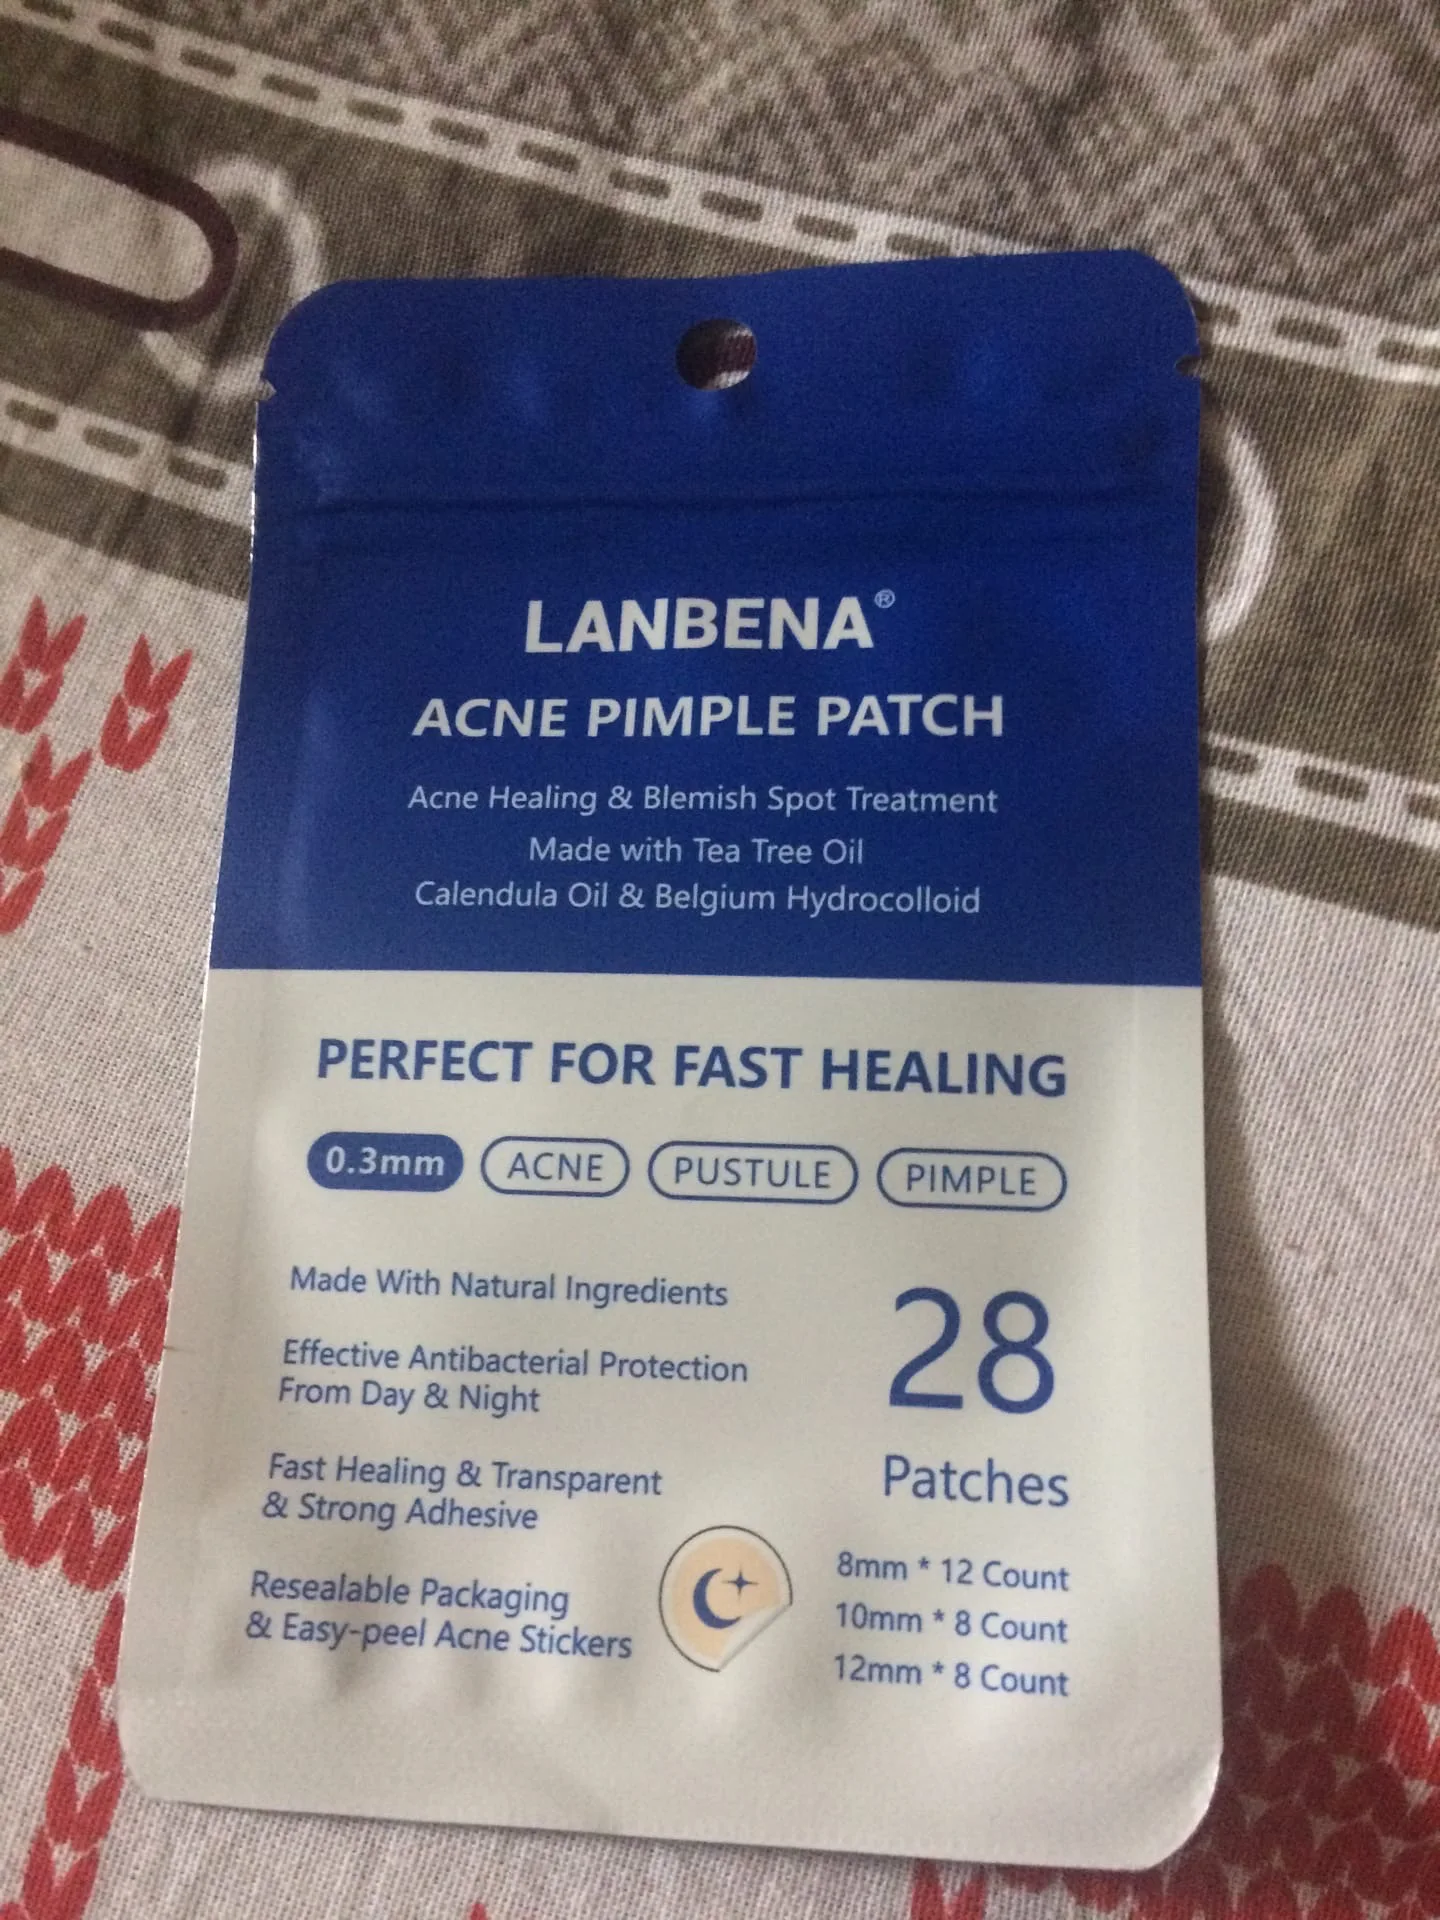 LANBENA®
ACNE PIMPLE PATCH
Acne Healing & Blemish Spot Treatment
Made with Tea Tree Oil
Calendula Oil & Belgium Hydrocolloid
PERFECT FOR FAST HEALING
0.3mm ACNE PUSTULE PIMPLE
Made With Natural Ingredients
Effective Antibacterial Protection
From Day & Night
Fast Healing & Transparent
& Strong Adhesive
Resealable Packaging
& Easy-peel Acne Stickers
28
Patches
8mm * 12 Count
10mm * 8 Count
12mm * 8 Count